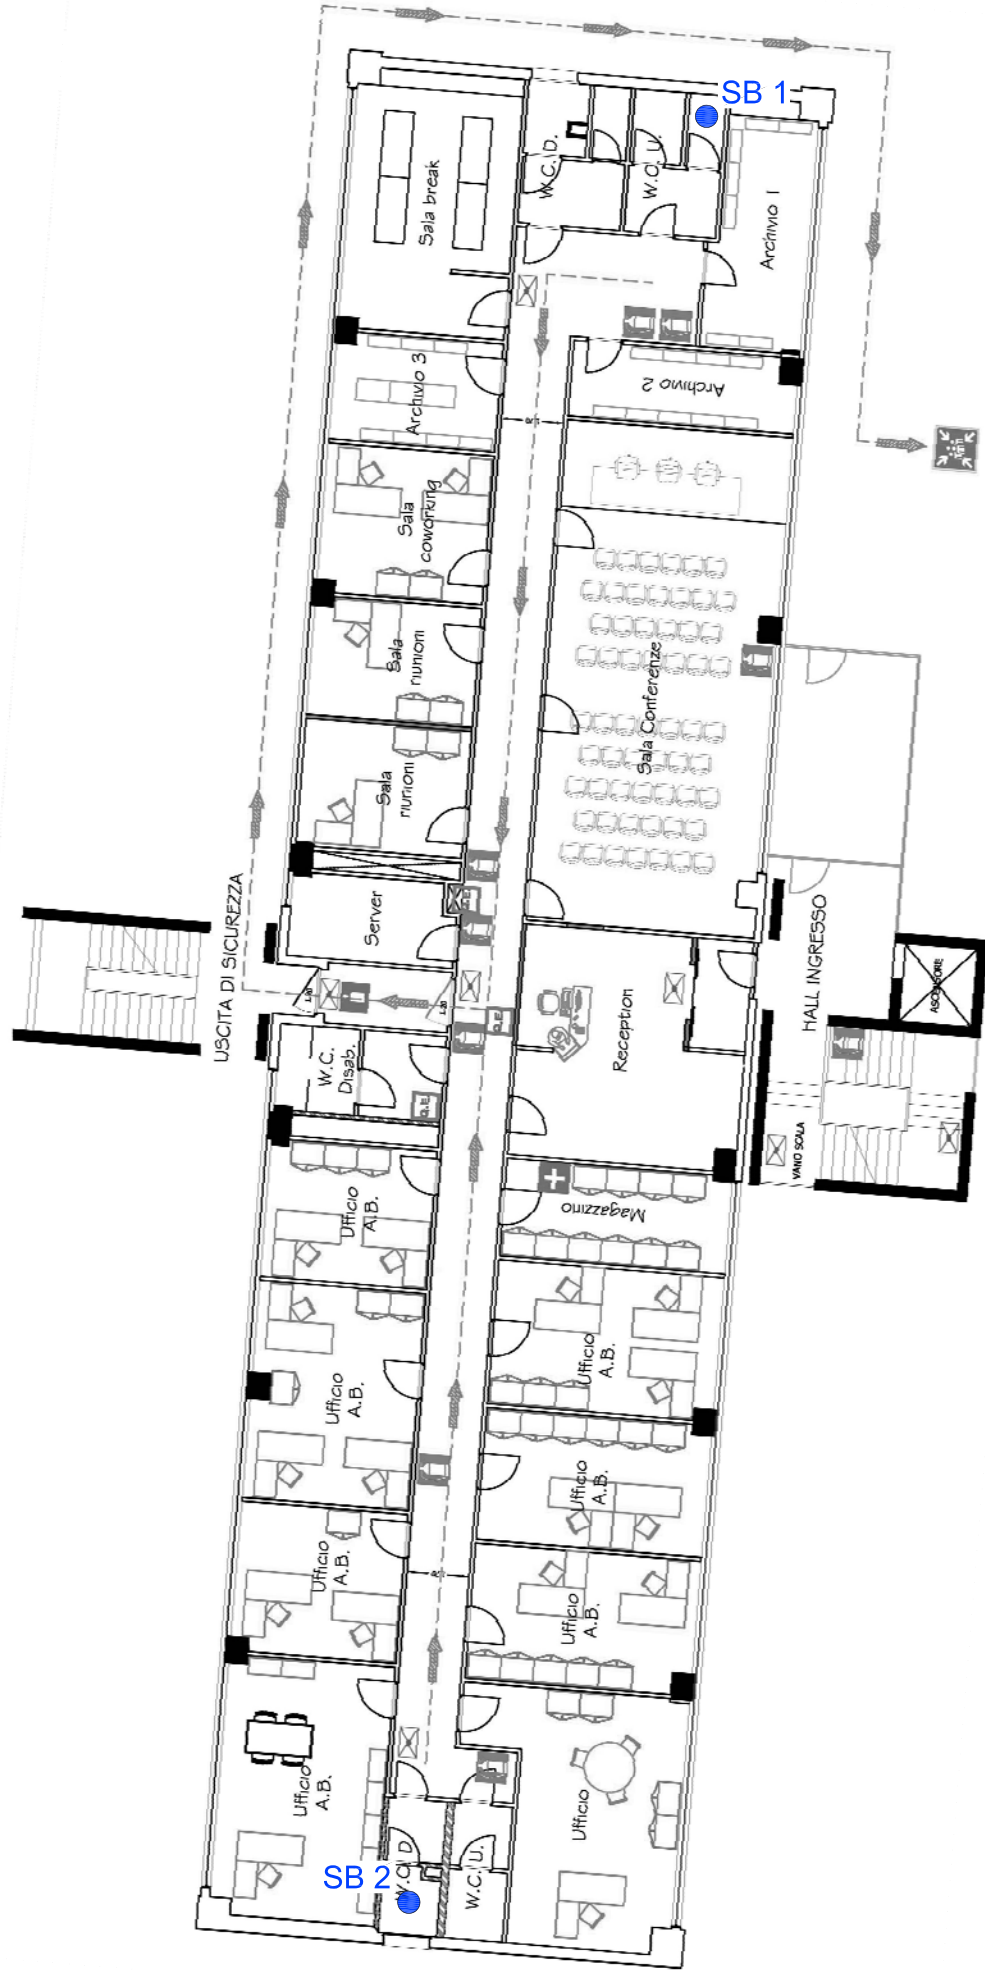 SB 1
W.C. D.
W.C. U.
Sala break
Archivio 1
Archivio 3
Archivio 2
Sala
coworking
Sala
riunioni
Sala Conferenze
Sala
riunioni
Server
USCITA DI SICUREZZA
HALL INGRESSO
ASCENSORE
Q.E.
Q.E.
Reception
W.C.
Disab.
Q.E.
VANO SCALA
Magazzino
Ufficio
A.B.
Ufficio
A.B.
Ufficio
A.B.
Ufficio
A.B.
Ufficio
A.B.
Ufficio
A.B.
Ufficio
A.B.
Ufficio
SB 2
W.C. D
W.C. U.